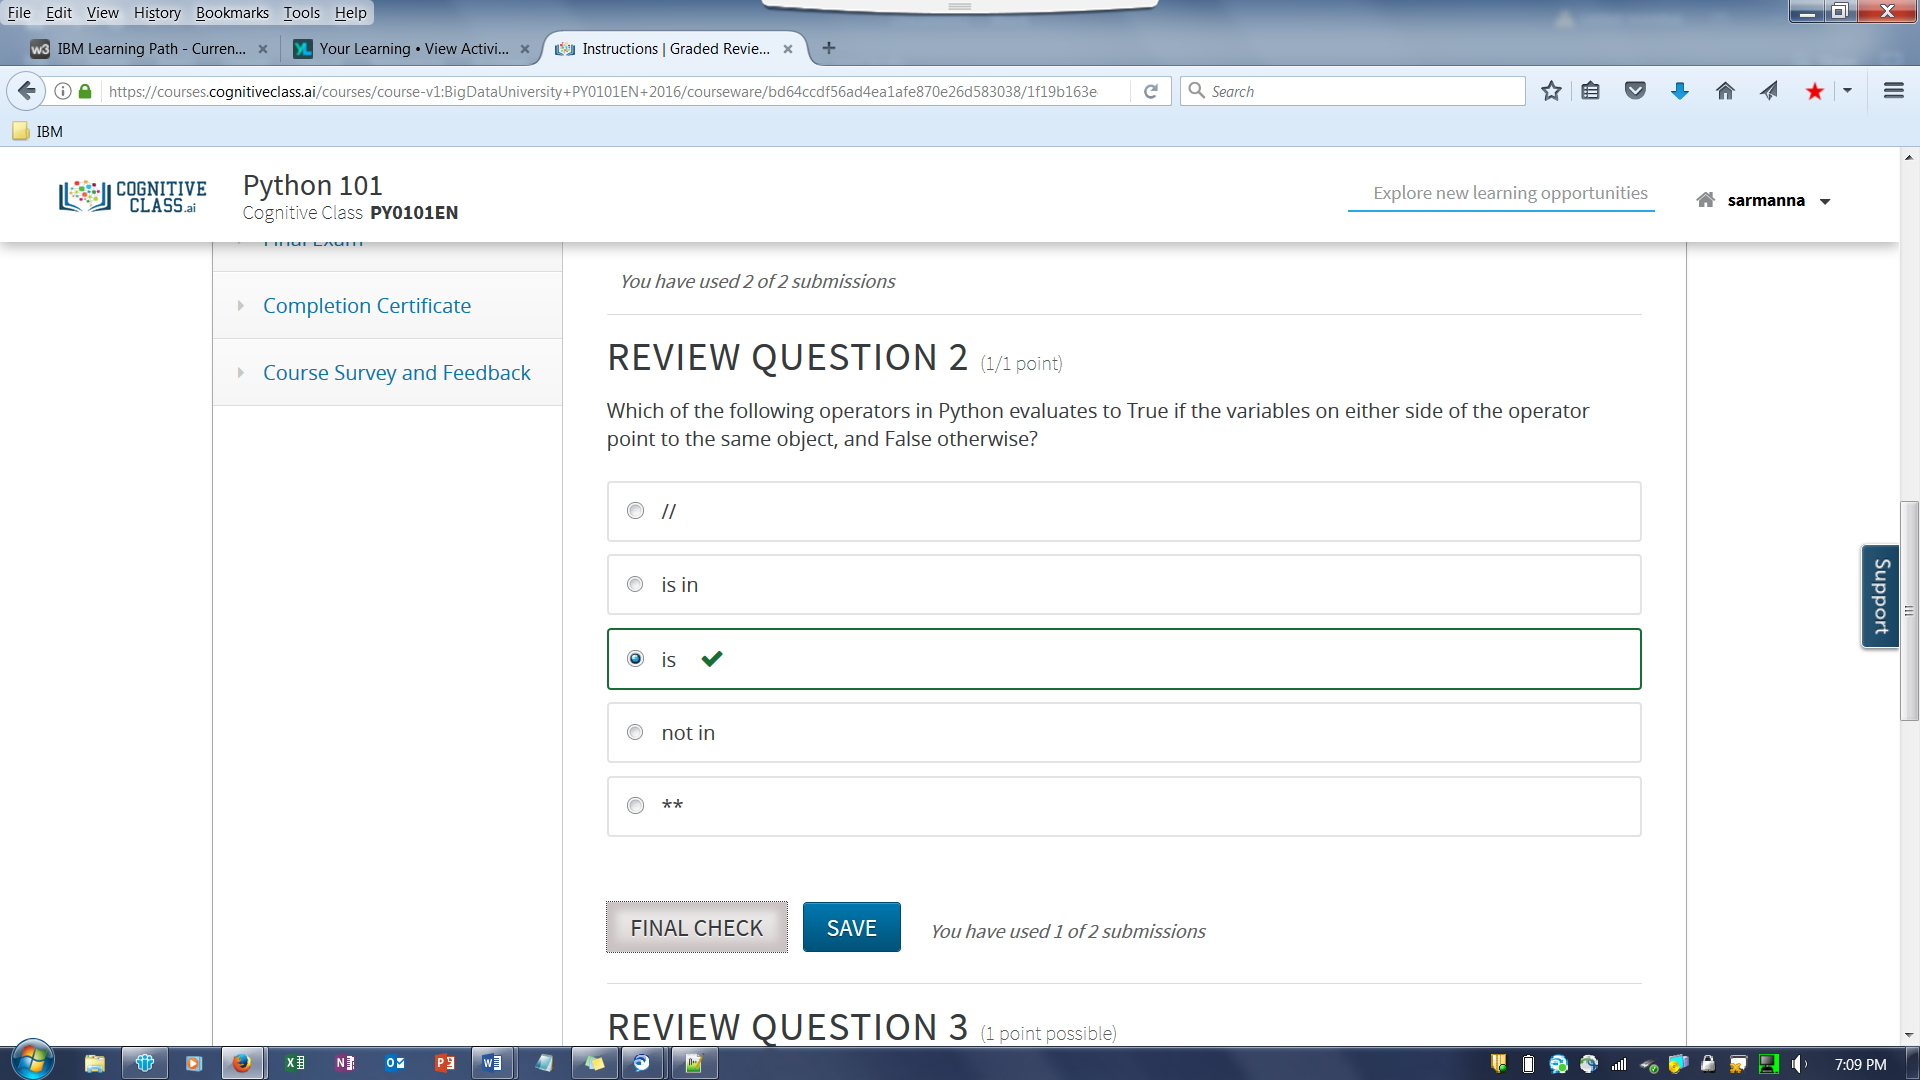 File Edit View History Bookmarks Tools Help
w3 IBM Learning Path - Curren...
YL Your Learning • View Activi...
Instructions | Graded Revie...
https://courses.cognitiveclass.ai/courses/course-v1:BigDataUniversity+PY0101EN+2016/courseware/bd64ccdf56ad4ea1afe870e26d583038/1f19b163e
Search
IBM
COGNITIVE
CLASS.ai
Python 101
Cognitive Class PY0101EN
Explore new learning opportunities
sarmanna
Final Exam
Completion Certificate
Course Survey and Feedback
You have used 2 of 2 submissions
REVIEW QUESTION 2 (1/1 point)
Which of the following operators in Python evaluates to True if the variables on either side of the operator
point to the same object, and False otherwise?
//
is in
is
not in
**
FINAL CHECK
SAVE
You have used 1 of 2 submissions
Support
REVIEW QUESTION 3 (1 point possible)
7:09 PM